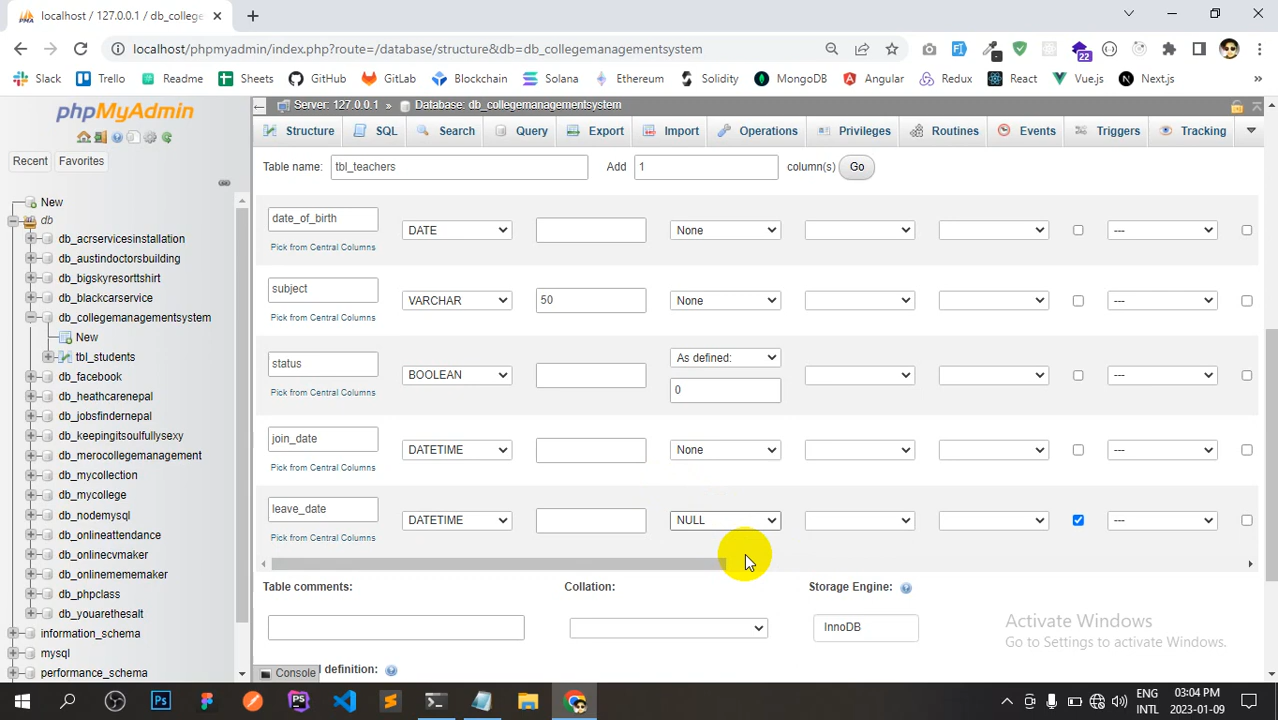 localhost / 127.0.0.1 / db_colleg
localhost/phpmyadmin/index.php?route=/database/structure&db=db_collegemanagementsystem
22
Slack Trello Readme Sheets GitHub GitLab Blockchain Solana Ethereum Solidity MongoDB Angular Redux React Vue.js Next.js
phpMyAdmin
Recent Favorites
New
db
db_acrservicesinstallation
db_austindoctorsbuilding
db_bigskyresorttshirt
db_blackcarservice
db_collegemanagementsystem
New
tbl_students
db_facebook
db_heathcarenepal
db_jobsfindernepal
db_keepingitsoulfullysexy
db_merocollegemanagement
db_mycollection
db_mycollege
db_nodemysql
db_onlineattendance
db_onlinecvmaker
db_onlinemememaker
db_phpclass
db_youarethesalt
information_schema
mysql
performance_schema
Server: 127.0.0.1 » Database: db_collegemanagementsystem
Structure SQL Search Query Export Import Operations Privileges Routines Events Triggers Tracking
Table name: tbl_teachers Add 1 column(s) Go
date_of_birth DATE None ---
Pick from Central Columns
subject VARCHAR 50 None ---
Pick from Central Columns
As defined:
status BOOLEAN ---
0
Pick from Central Columns
join_date DATETIME None ---
Pick from Central Columns
leave_date DATETIME NULL ---
Pick from Central Columns
Table comments: Collation: Storage Engine:
InnoDB
Console l definition:
Activate Windows
Go to Settings to activate Windows.
ENG
INTL
03:04 PM
2023-01-09